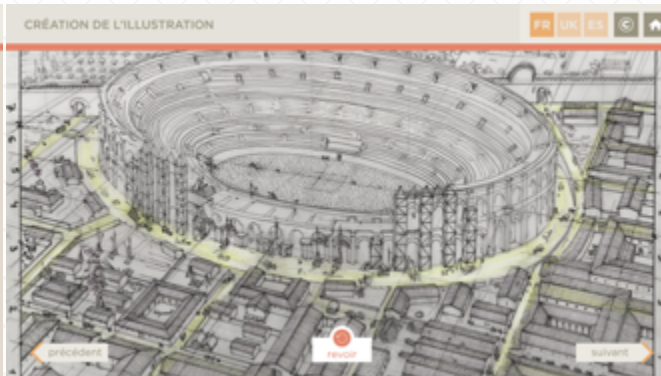 CRÉATION DE L'ILLUSTRATION
FR UK ES ©
précédent
revoir
suivant